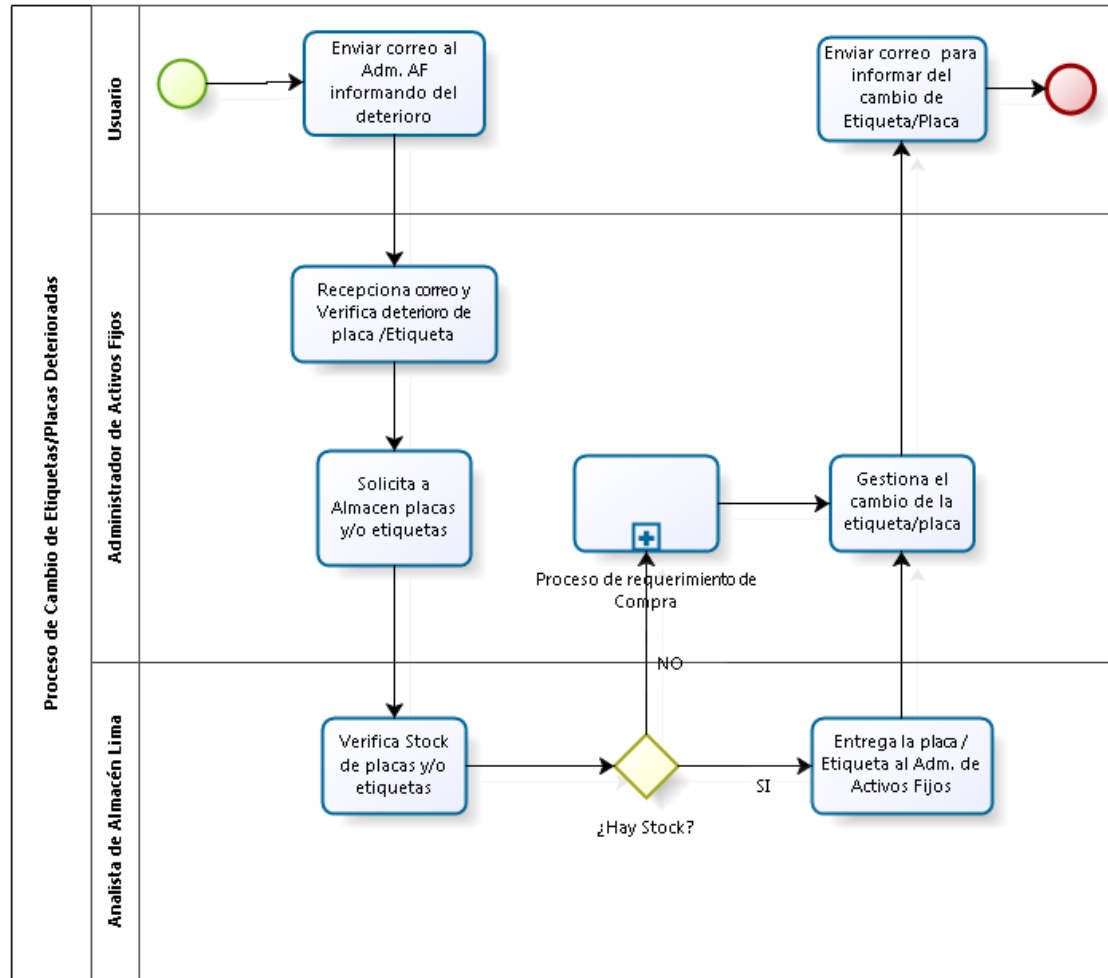 Proceso de Cambio de Etiquetas/Placas Deterioradas
Usuario
Enviar correo al
Adm. AF
informando del
deterioro
Enviar correo para
informar del
cambio de
Etiqueta/Placa
Administrador de Activos Fijos
Recepciona correo y
Verifica deterioro de
placa /Etiqueta
Solicita a
Almacen placas
y/o etiquetas
Proceso de requerimiento de
Compra
Gestiona el
cambio de la
etiqueta/placa
NO
Analista de Almacén Lima
Verifica Stock
de placas y/o
etiquetas
¿Hay Stock?
SI
Entrega la placa /
Etiqueta al Adm. de
Activos Fijos